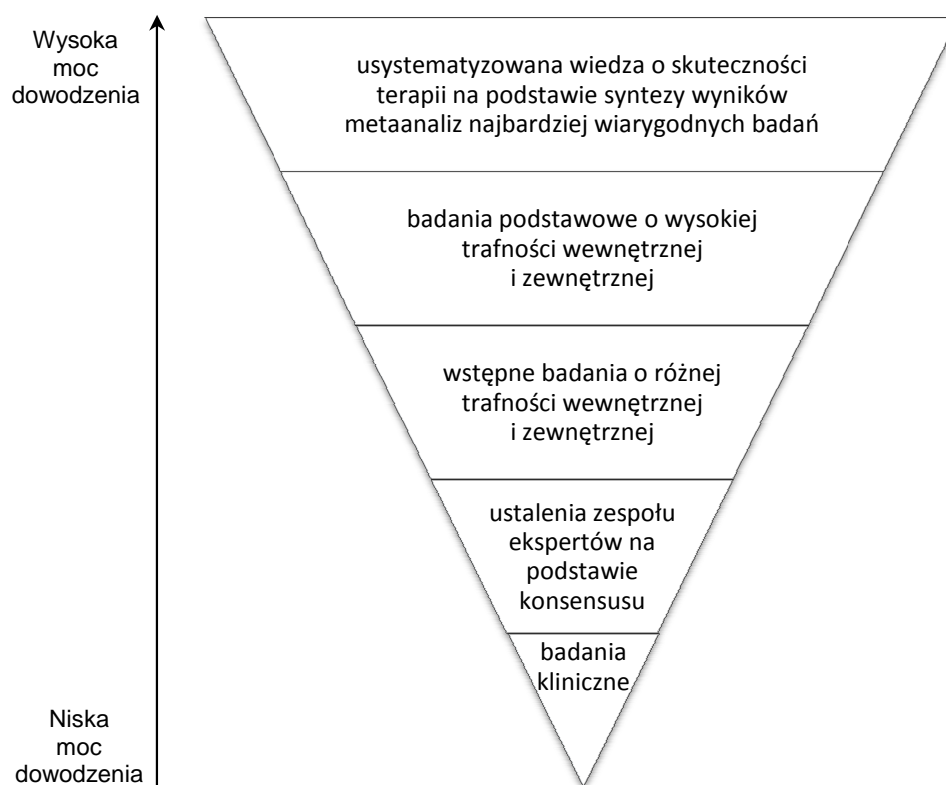 Wysoka
moc
dowodzenia
usystematyzowana wiedza o skuteczności
terapii na podstawie syntezy wyników
metaanaliz najbardziej wiarygodnych badań
badania podstawowe o wysokiej
trafności wewnętrznej
i zewnętrznej
wstępne badania o różnej
trafności wewnętrznej
i zewnętrznej
ustalenia zespołu
ekspertów na
podstawie
konsensusu
badania
kliniczne
Niska
moc
dowodzenia